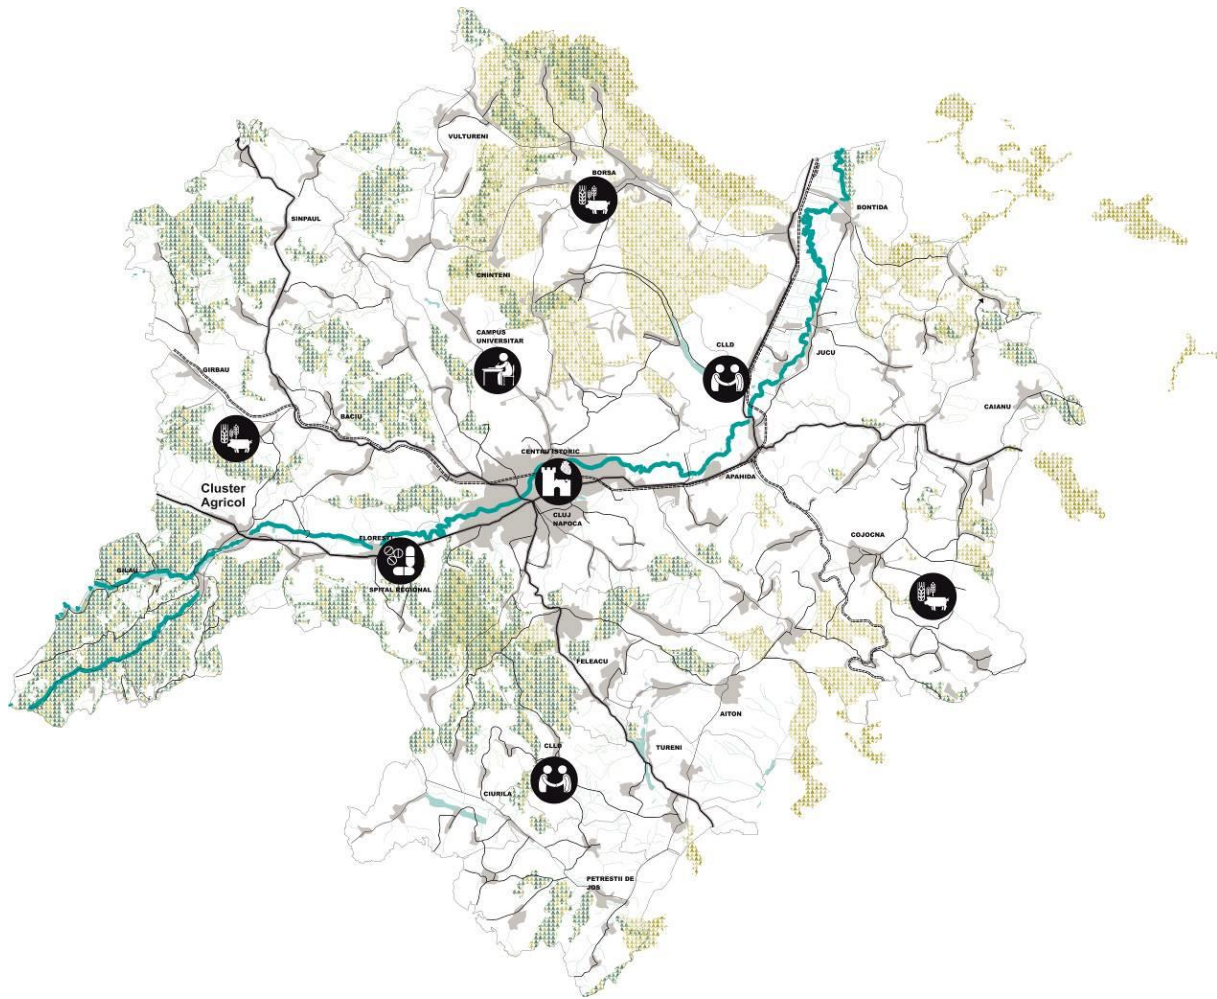 VULTURENI
BORSA
BONTIDA
SINPAUL
CHINTENI
CAMPUS
UNIVERSITAR
CLLD
JUCU
GIRBAU
BACIU
CAIANU
CENTRU ISTORIC
Cluster
Agricol
APAHIDA
CLUJ
NAPOCA
FLORESTI
COJOCNA
GILAU
SPITAL REGIONAL
FELEACU
AITON
CLLD
TURENI
CIURILA
PETRESTII DE
JOS